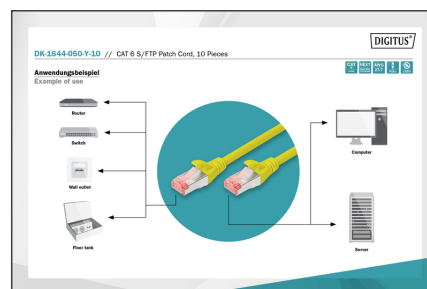 DIGITUS®
DK-1644-050-Y-10 // CAT 6 S/FTP Patch Cord, 10 Pieces
Anwendungsbeispiel
Example of use
Router
Switch
Wall outlet
Floor tank
Computer
Server